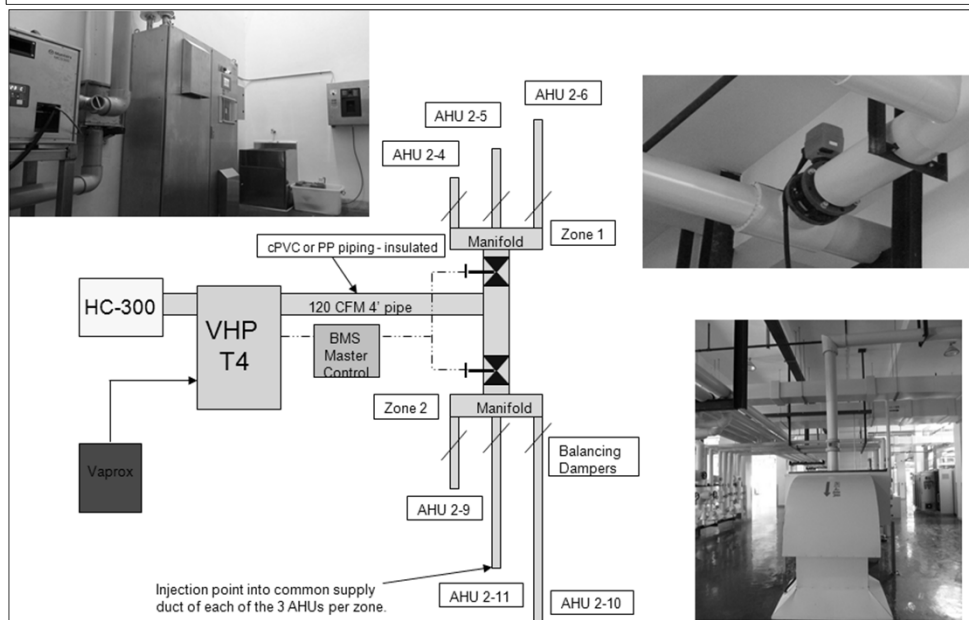 AHU 2-6
AHU 2-5
AHU 2-4
Manifold
Zone 1
cPVC or PP piping - insulated
HC-300
VHP
T4
120 CFM 4’ pipe
BMS
Master
Control
Zone 2
Manifold
Vaprox
Balancing
Dampers
AHU 2-9
Injection point into common supply
duct of each of the 3 AHUs per zone.
AHU 2-11
AHU 2-10